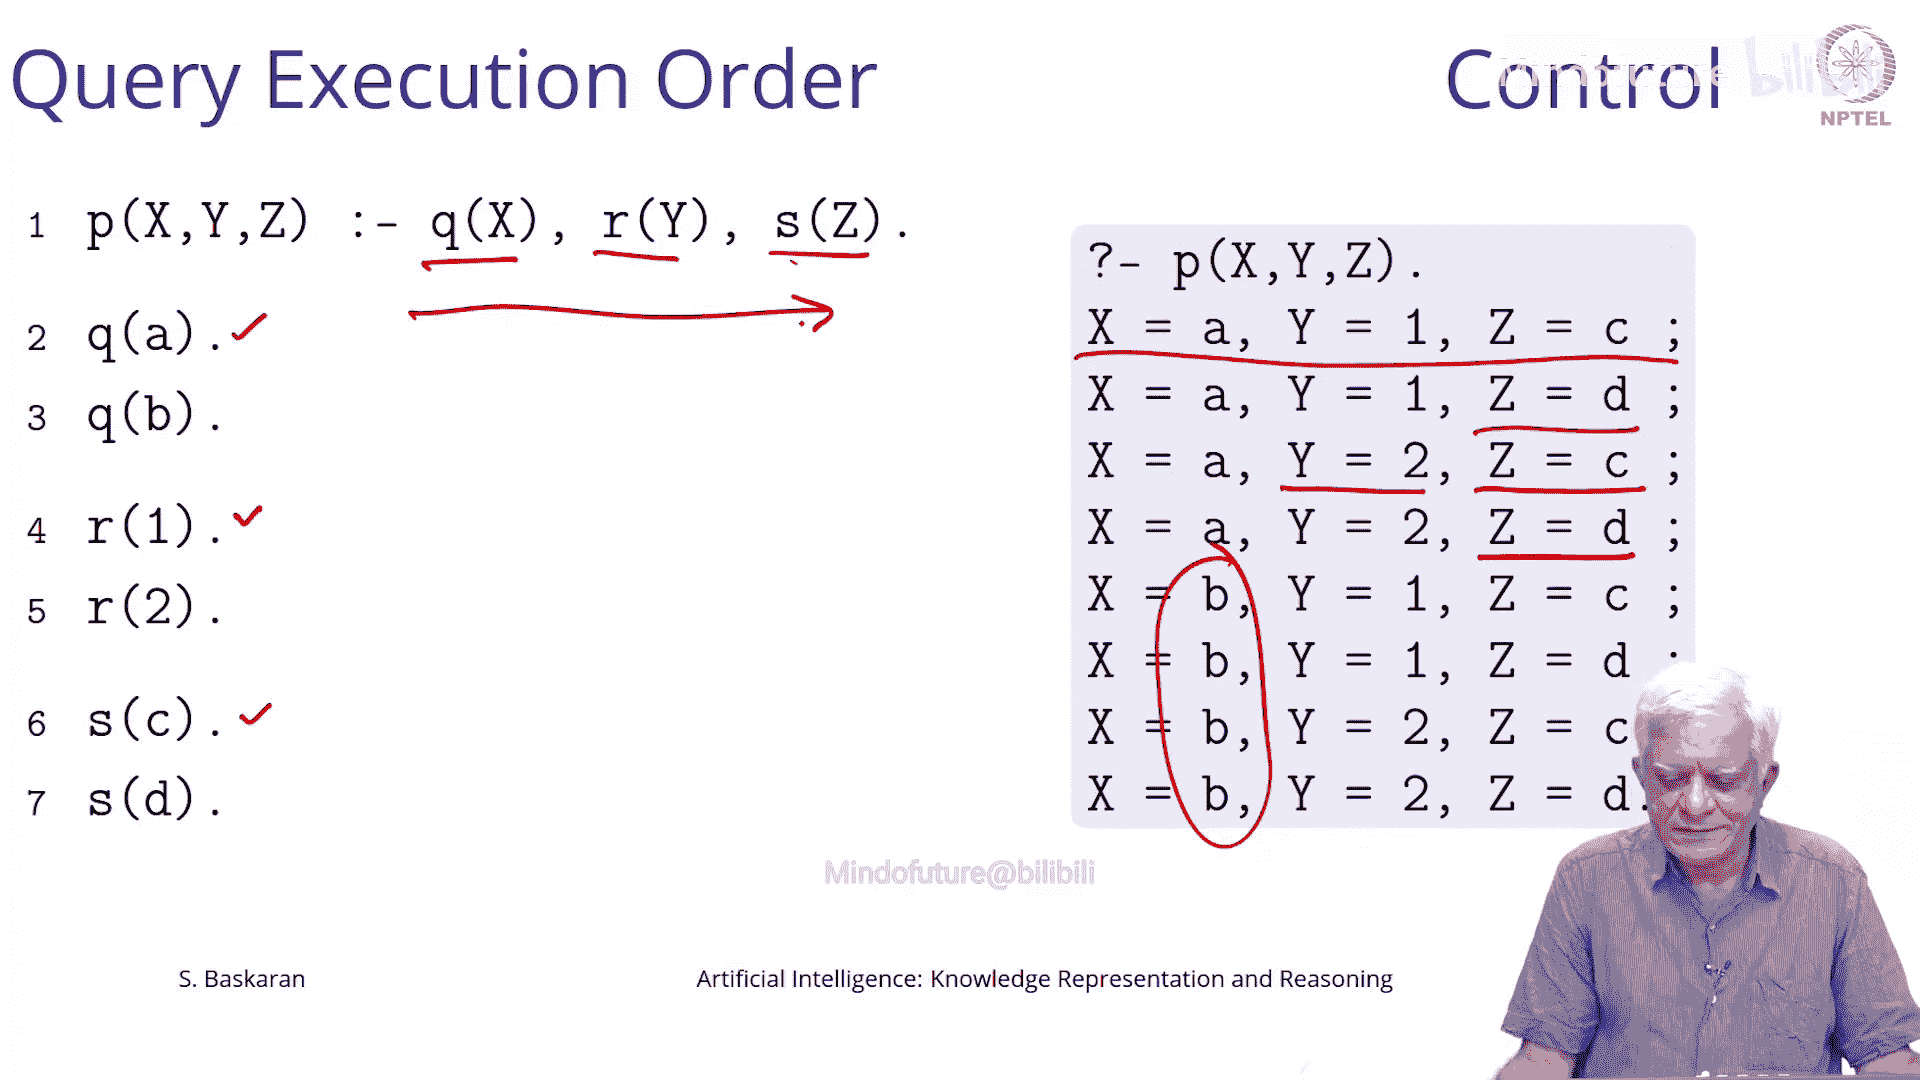 Query Execution Order
Control
NPTEL
1 p(X,Y,Z) :- q(X), r(Y), s(Z).
2 q(a).
3 q(b).
4 r(1).
5 r(2).
6 s(c).
7 s(d).
?- p(X,Y,Z).
X = a, Y = 1, Z = c ;
X = a, Y = 1, Z = d ;
X = a, Y = 2, Z = c ;
X = a, Y = 2, Z = d ;
X = b, Y = 1, Z = c ;
X = b, Y = 1, Z = d ;
X = b, Y = 2, Z = c
X = b, Y = 2, Z = d.
Mindofuture@bilibili
S. Baskaran
Artificial Intelligence: Knowledge Representation and Reasoning